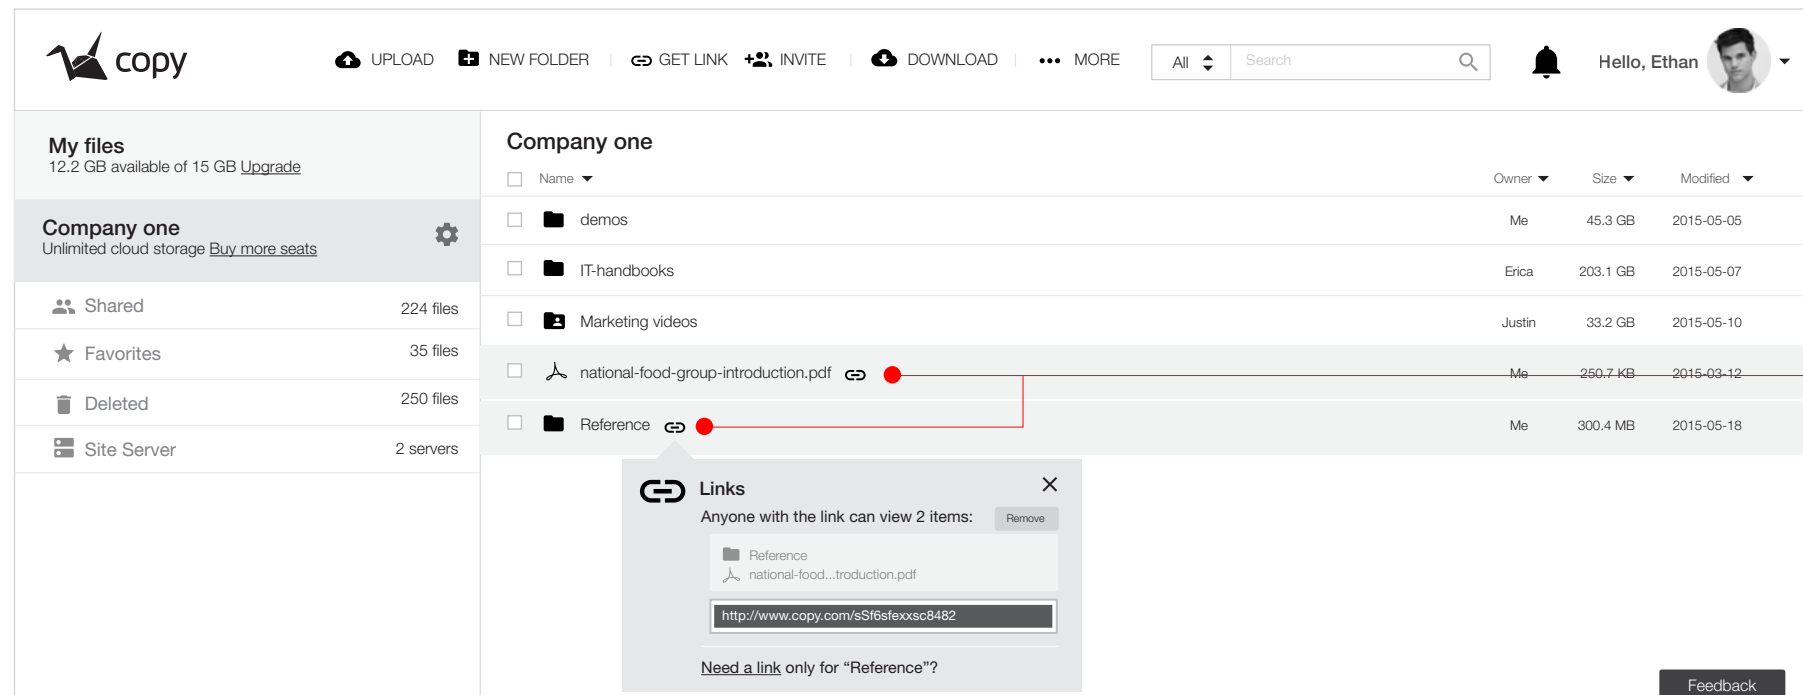 copy
UPLOAD NEW FOLDER GET LINK INVITE DOWNLOAD MORE All Search Hello, Ethan
My files
12.2 GB available of 15 GB Upgrade
Company one
Unlimited cloud storage Buy more seats
Shared 224 files
Favorites 35 files
Deleted 250 files
Site Server 2 servers
Company one
Name Owner Size Modified
demos Me 45.3 GB 2015-05-05
IT-handbooks Erica 203.1 GB 2015-05-07
Marketing videos Justin 33.2 GB 2015-05-10
national-food-group-introduction.pdf Me 250.7 KB 2015-03-12
Reference Me 300.4 MB 2015-05-18
Links
Anyone with the link can view 2 items: Remove
Reference
national-food...troduction.pdf
http://www.copy.com/sSf6sfexxsc8482
Need a link only for “Reference”?
Feedback